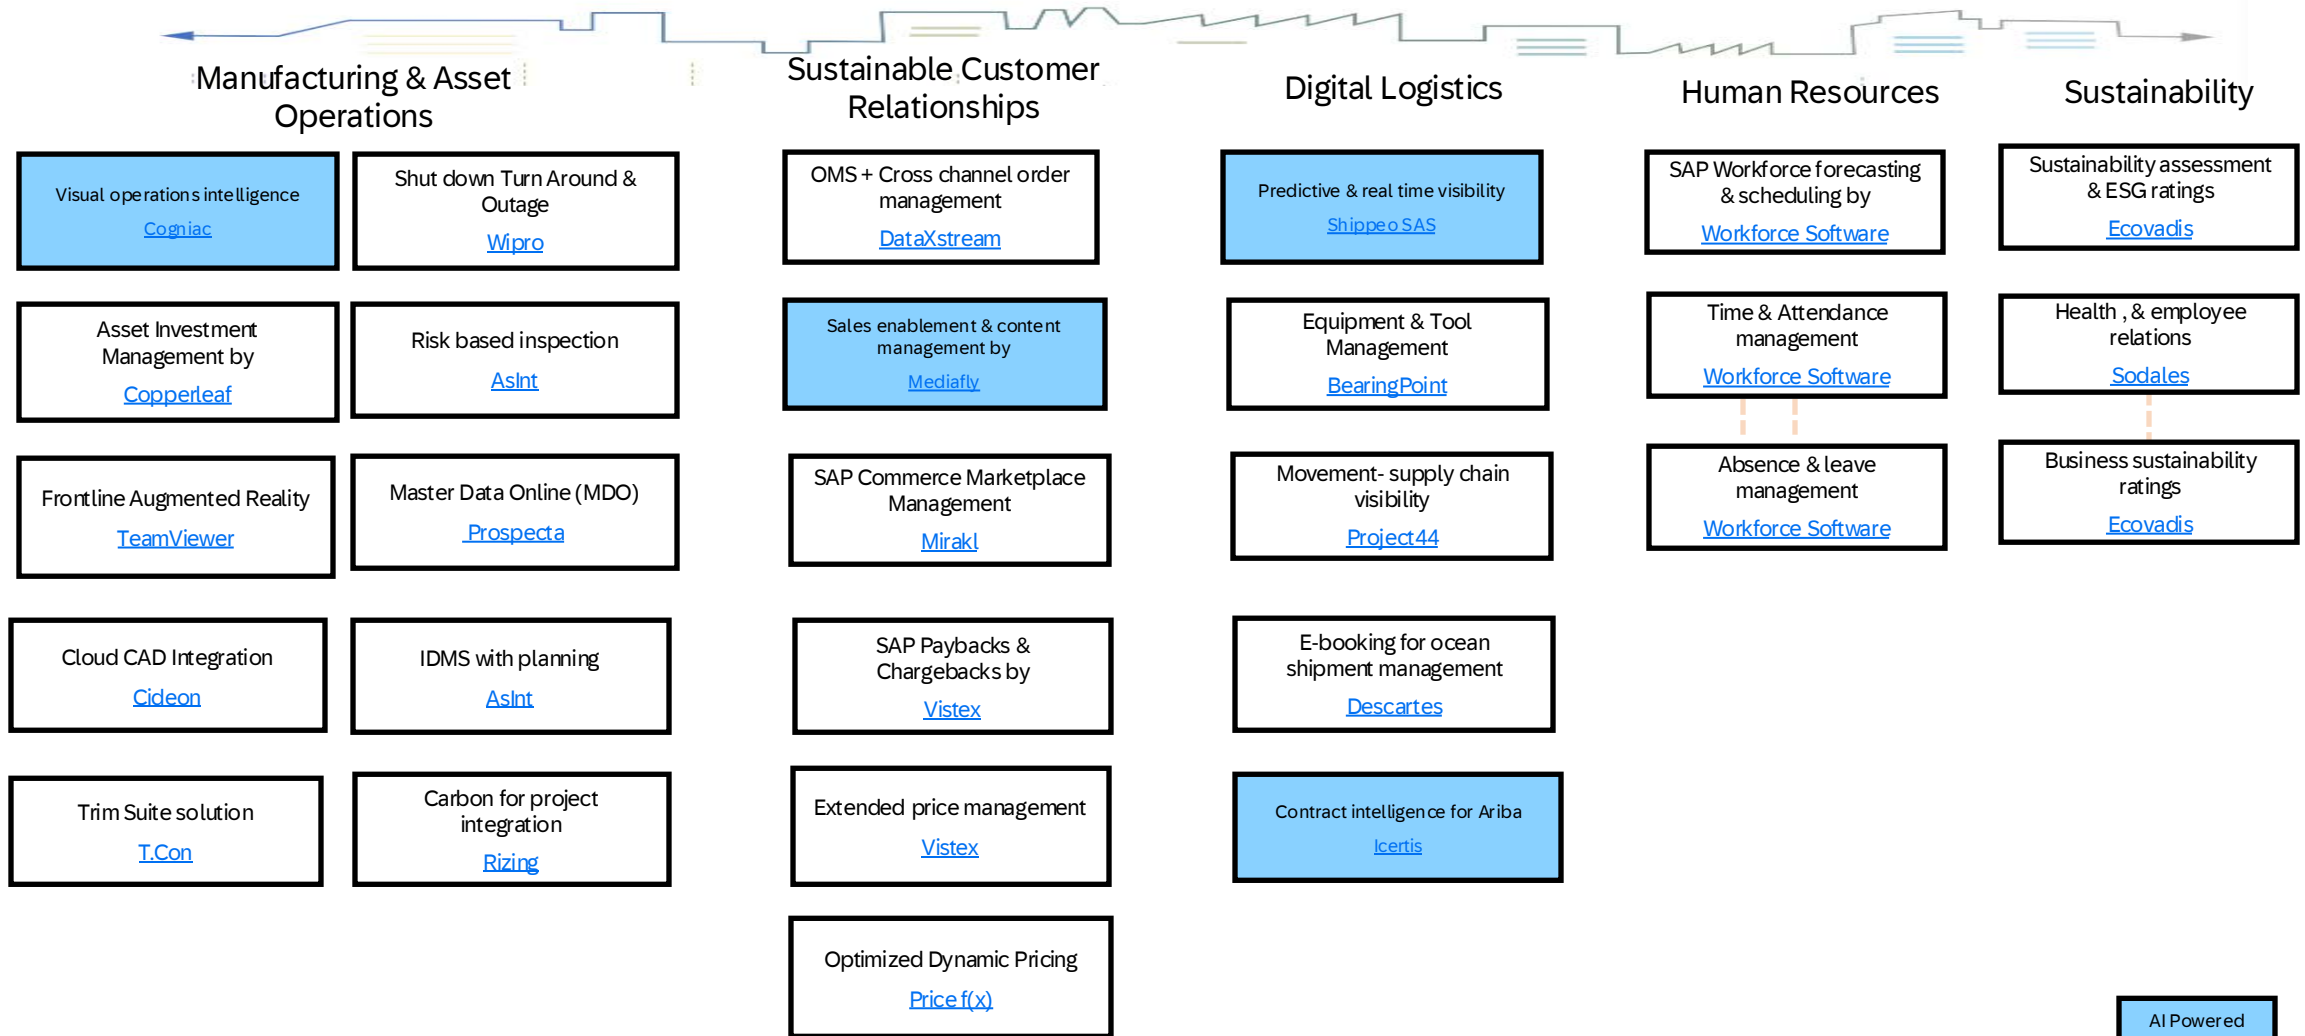 Manufacturing & Asset
Operations
Visual operations intelligence
Cogniac
Shut down Turn Around &
Outage
Wipro
Asset Investment
Management by
Copperleaf
Risk based inspection
AsInt
Frontline Augmented Reality
TeamViewer
Master Data Online (MDO)
Prospecta
Cloud CAD Integration
Cideon
IDMS with planning
AsInt
Trim Suite solution
T.Con
Carbon for project
integration
Rizing
Sustainable Customer
Relationships
OMS + Cross channel order
management
DataXstream
Sales enablement & content
management by
Mediafly
SAP Commerce Marketplace
Management
Mirakl
SAP Paybacks &
Chargebacks by
Vistex
Extended price management
Vistex
Optimized Dynamic Pricing
Price f(x)
Digital Logistics
Predictive & real time visibility
Shippeo SAS
Equipment & Tool
Management
BearingPoint
Movement- supply chain
visibility
Project44
E-booking for ocean
shipment management
Descartes
Contract intelligence for Ariba
Icertis
Human Resources
SAP Workforce forecasting
& scheduling by
Workforce Software
Time & Attendance
management
Workforce Software
Absence & leave
management
Workforce Software
Sustainability
Sustainability assessment
& ESG ratings
Ecovadis
Health , & employee
relations
Sodales
Business sustainability
ratings
Ecovadis
AI Powered